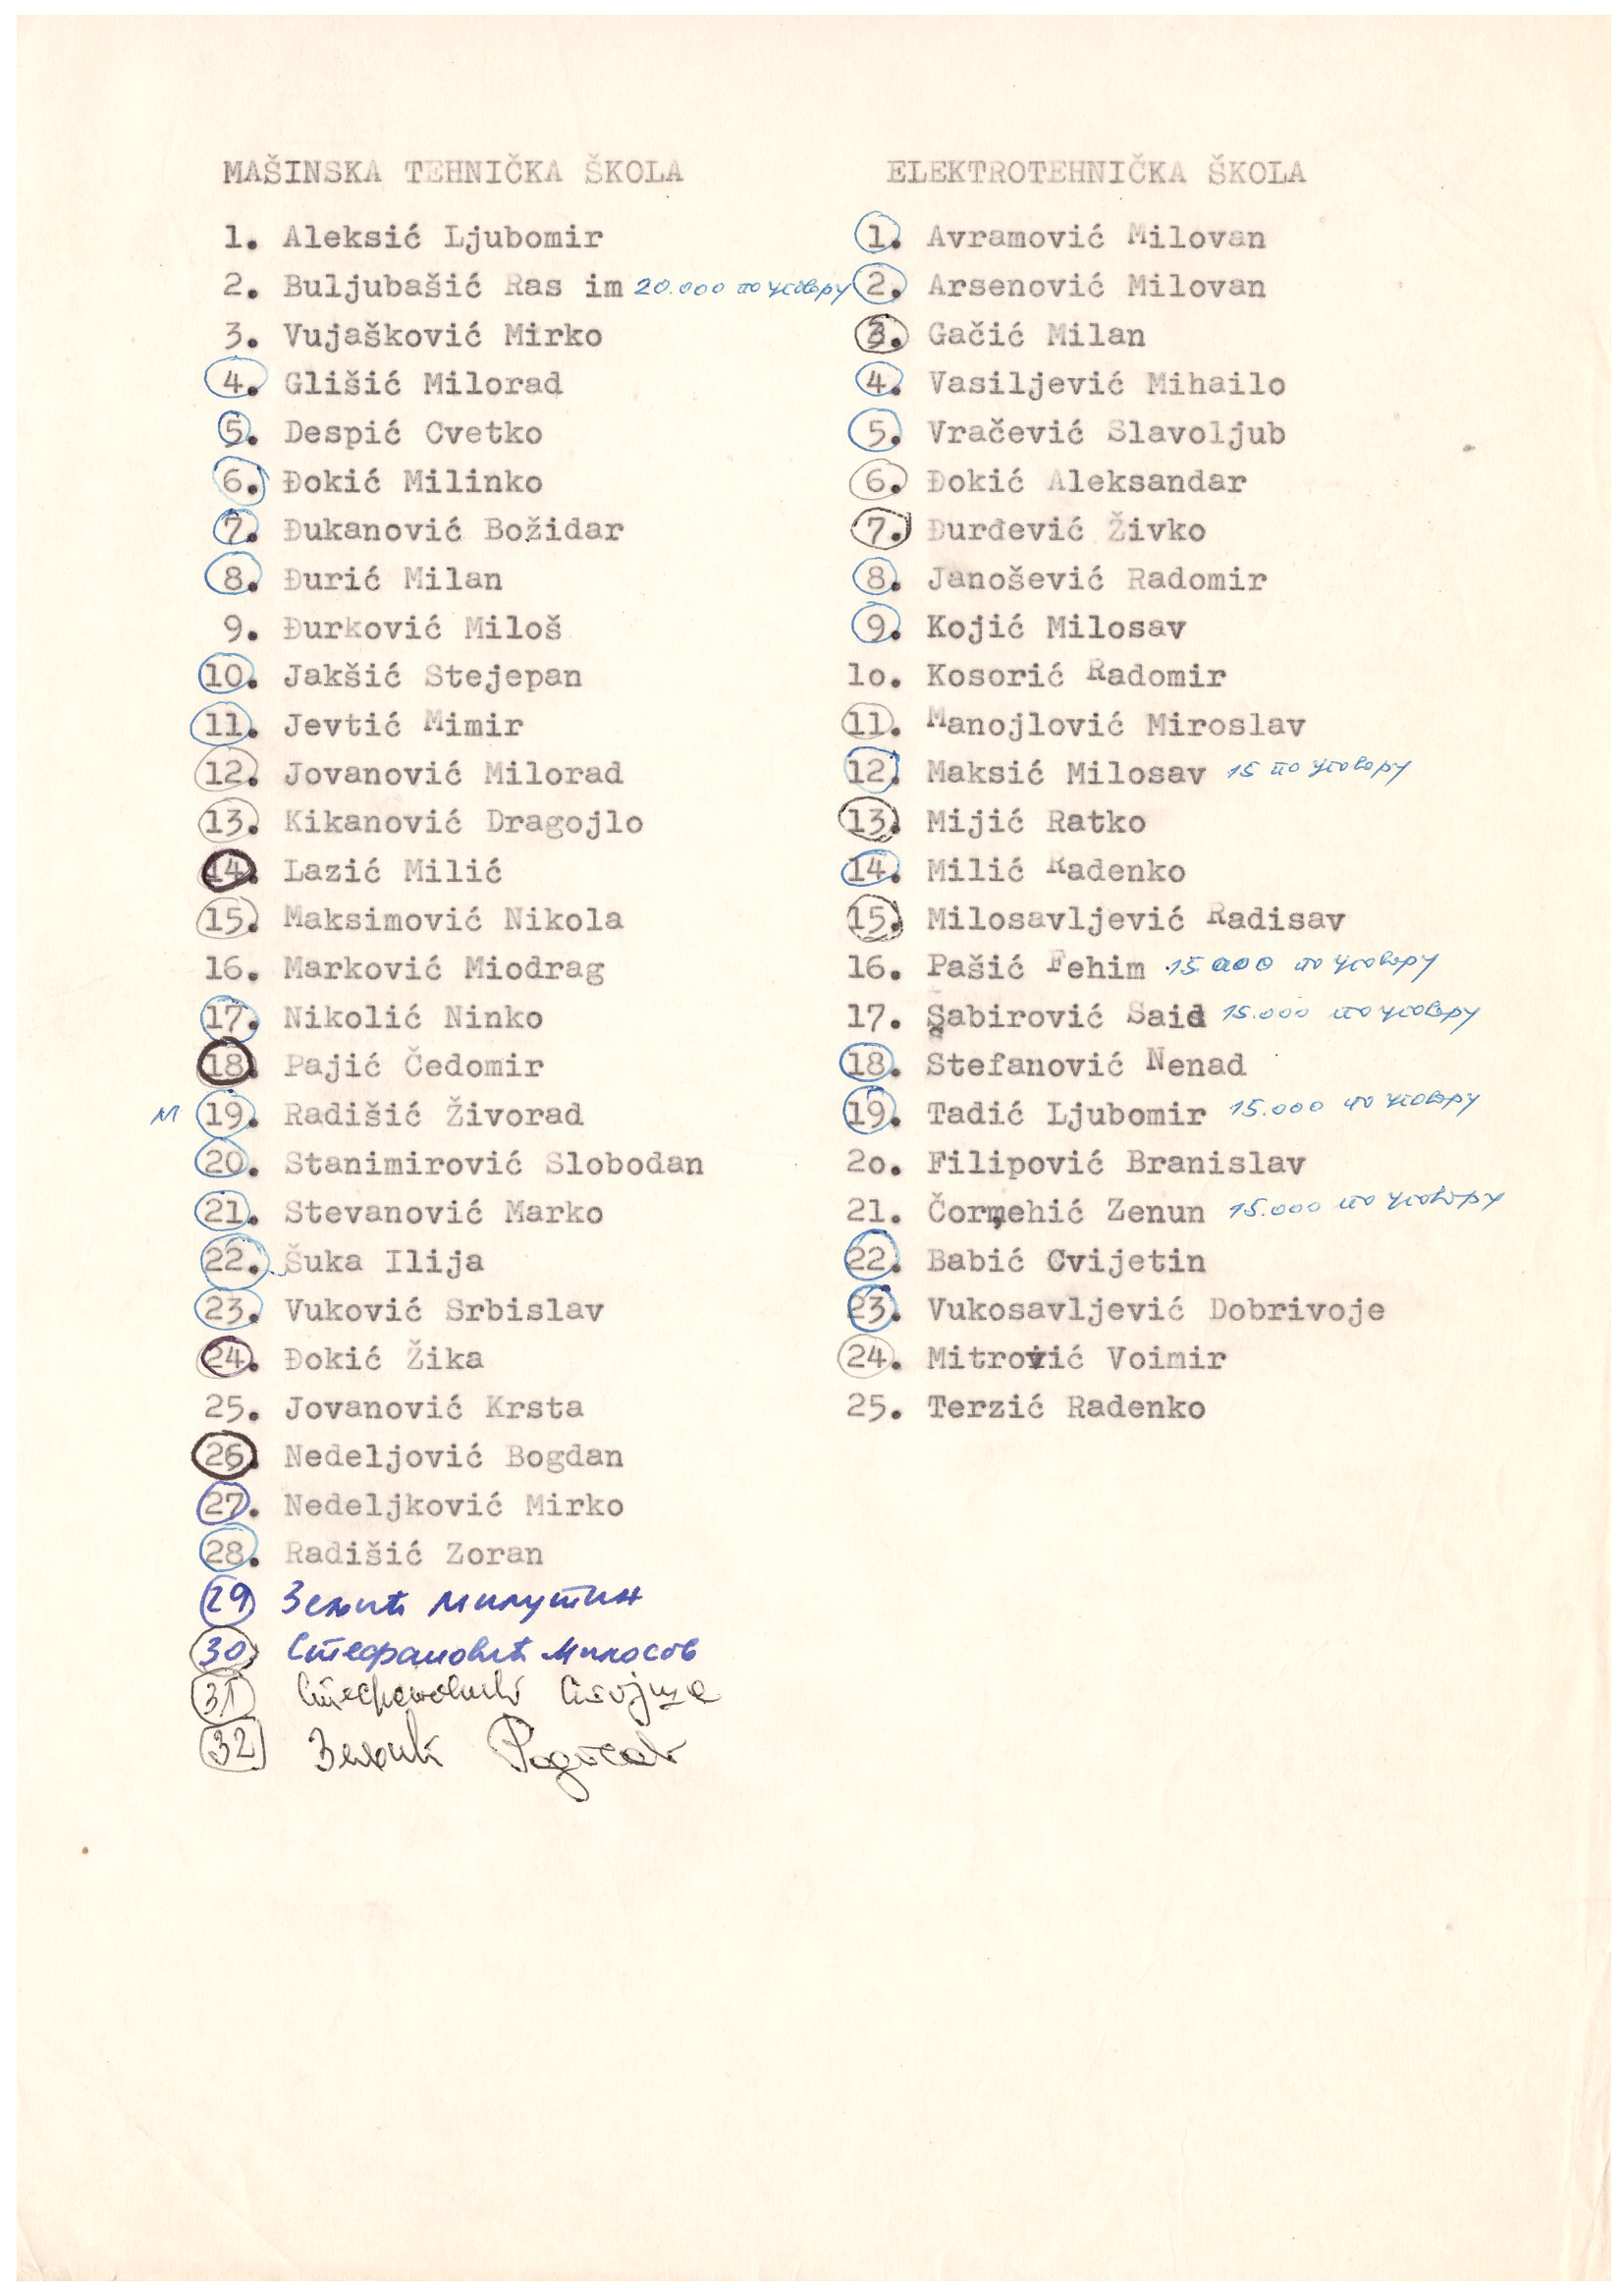 MAŠINSKA TEHNIČKA ŠKOLA
1. Aleksić Ljubomir
2. Buljubašić Ras im 20.000 по уговору
3. Vujašković Mirko
4. Glišić Milorad
5. Despić Cvetko
6. Đokić Milinko
7. Đukanović Božidar
8. Đurić Milan
9. Đurković Miloš
10. Jakšić Stejepan
11. Jevtić Mimir
12. Jovanović Milorad
13. Kikanović Dragojlo
14. Lazić Milić
15. Maksimović Nikola
16. Marković Miodrag
17. Nikolić Ninko
18. Pajić Čedomir
м 19. Radišić Živorad
20. Stanimirović Slobodan
21. Stevanović Marko
22. Šuka Ilija
23. Vuković Srbislav
24. Đokić Žika
25. Jovanović Krsta
26. Nedeljović Bogdan
27. Nedeljković Mirko
28. Radišić Zoran
29 Зекић Милутин
30 Стефановић Милосав
31 Стефановић
32 Зекић Радосав
ELEKTROTEHNIČKA ŠKOLA
1. Avramović Milovan
2. Arsenović Milovan
3. Gačić Milan
4. Vasiljević Mihailo
5. Vračević Slavoljub
6. Đokić Aleksandar
7. Đurđević Živko
8. Janošević Radomir
9. Kojić Milosav
lo. Kosorić Radomir
11. Manojlović Miroslav
12. Maksić Milosav 15 по уговору
13. Mijić Ratko
14. Milić Radenko
15. Milosavljević Radisav
16. Pašić Fehim 15.000 по уговору
17. Šabirović Said 15.000 по уговору
18. Stefanović Nenad
19. Tadić Ljubomir 15.000 по уговору
2o. Filipović Branislav
21. Čormehić Zenun 15.000 по уговору
22. Babić Cvijetin
23. Vukosavljević Dobrivoje
24. Mitrović Voimir
25. Terzić Radenko